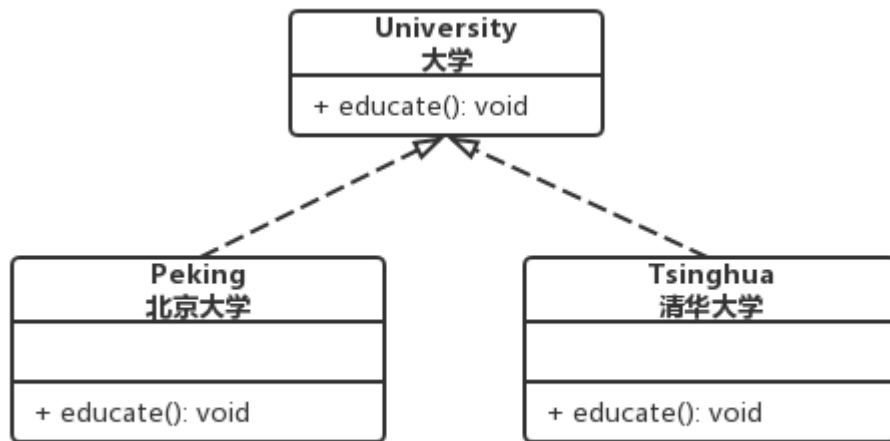 University
大学
+ educate(): void
Peking
北京大学
+ educate(): void
Tsinghua
清华大学
+ educate(): void